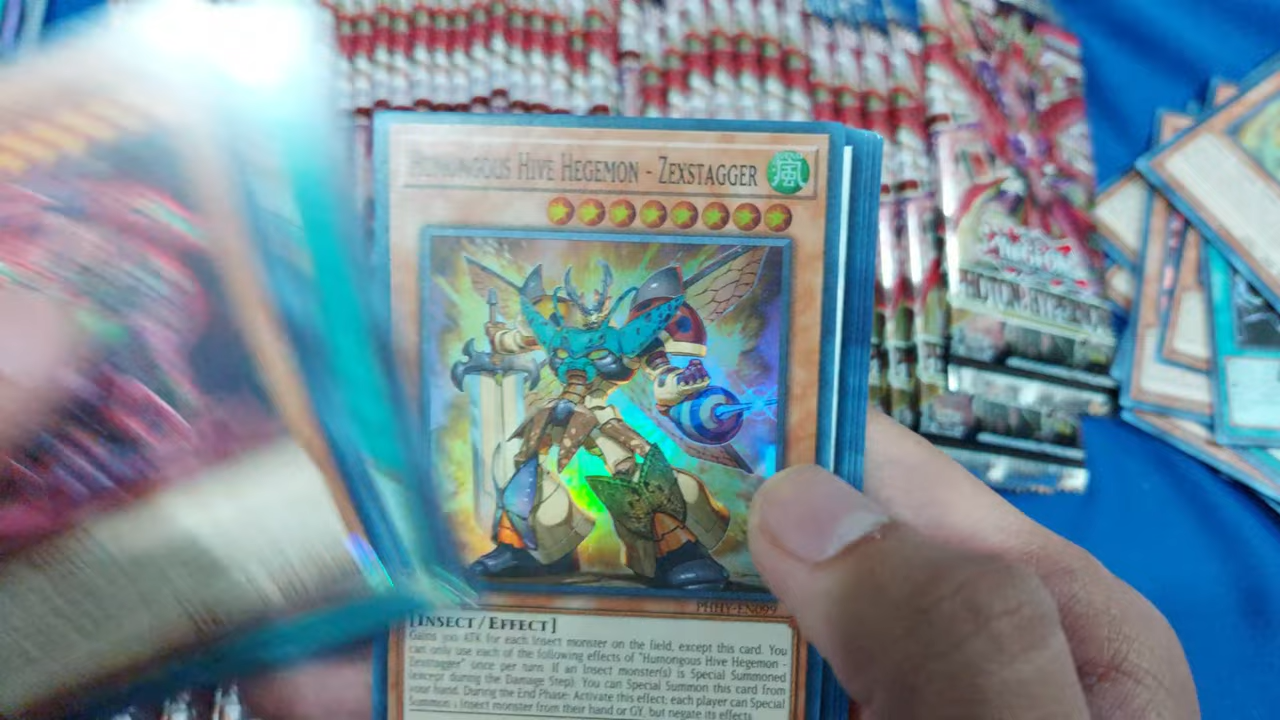 HUMONGOUS HIVE HEGEMON - ZEXSTAGGER
風
PHHY-EN099
[INSECT/EFFECT]
Gains 300 ATK for each Insect monster on the field, except this card. You
can only use each of the following effects of "Humongous Hive Hegemon -
Zexstagger" once per turn. If an Insect monster(s) is Special Summoned
(except during the Damage Step): You can Special Summon this card from
your hand. During the End Phase: Activate this effect; each player can Special
Summon 1 Insect monster from their hand or GY, but negate its effects
PHOTON HYPERNOVA